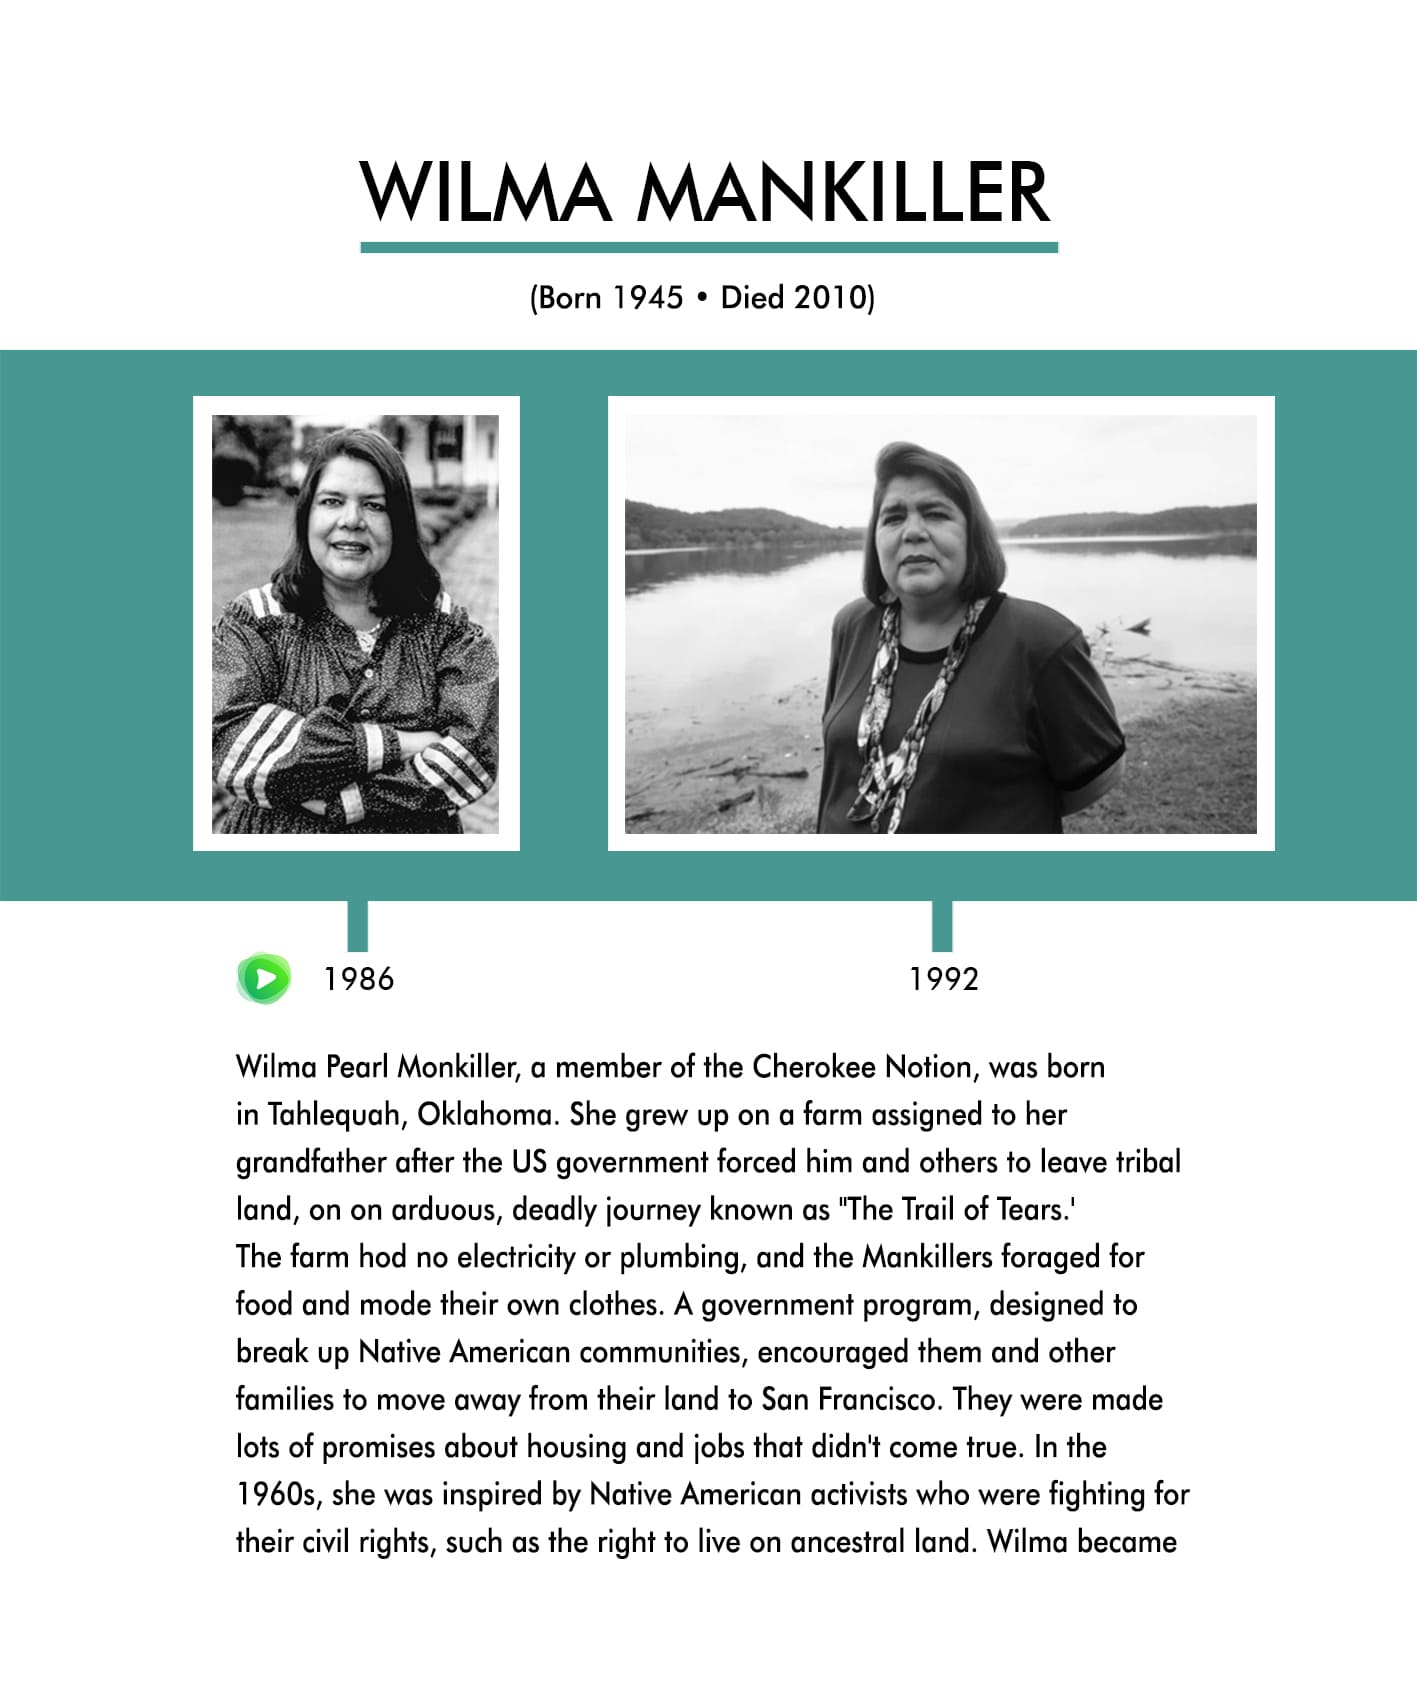 WILMA MANKILLER
(Born 1945 • Died 2010)
1986
1992
Wilma Pearl Monkiller, a member of the Cherokee Notion, was born
in Tahlequah, Oklahoma. She grew up on a farm assigned to her
grandfather after the US government forced him and others to leave tribal
land, on on arduous, deadly journey known as "The Trail of Tears.'
The farm hod no electricity or plumbing, and the Mankillers foraged for
food and mode their own clothes. A government program, designed to
break up Native American communities, encouraged them and other
families to move away from their land to San Francisco. They were made
lots of promises about housing and jobs that didn't come true. In the
1960s, she was inspired by Native American activists who were fighting for
their civil rights, such as the right to live on ancestral land. Wilma became